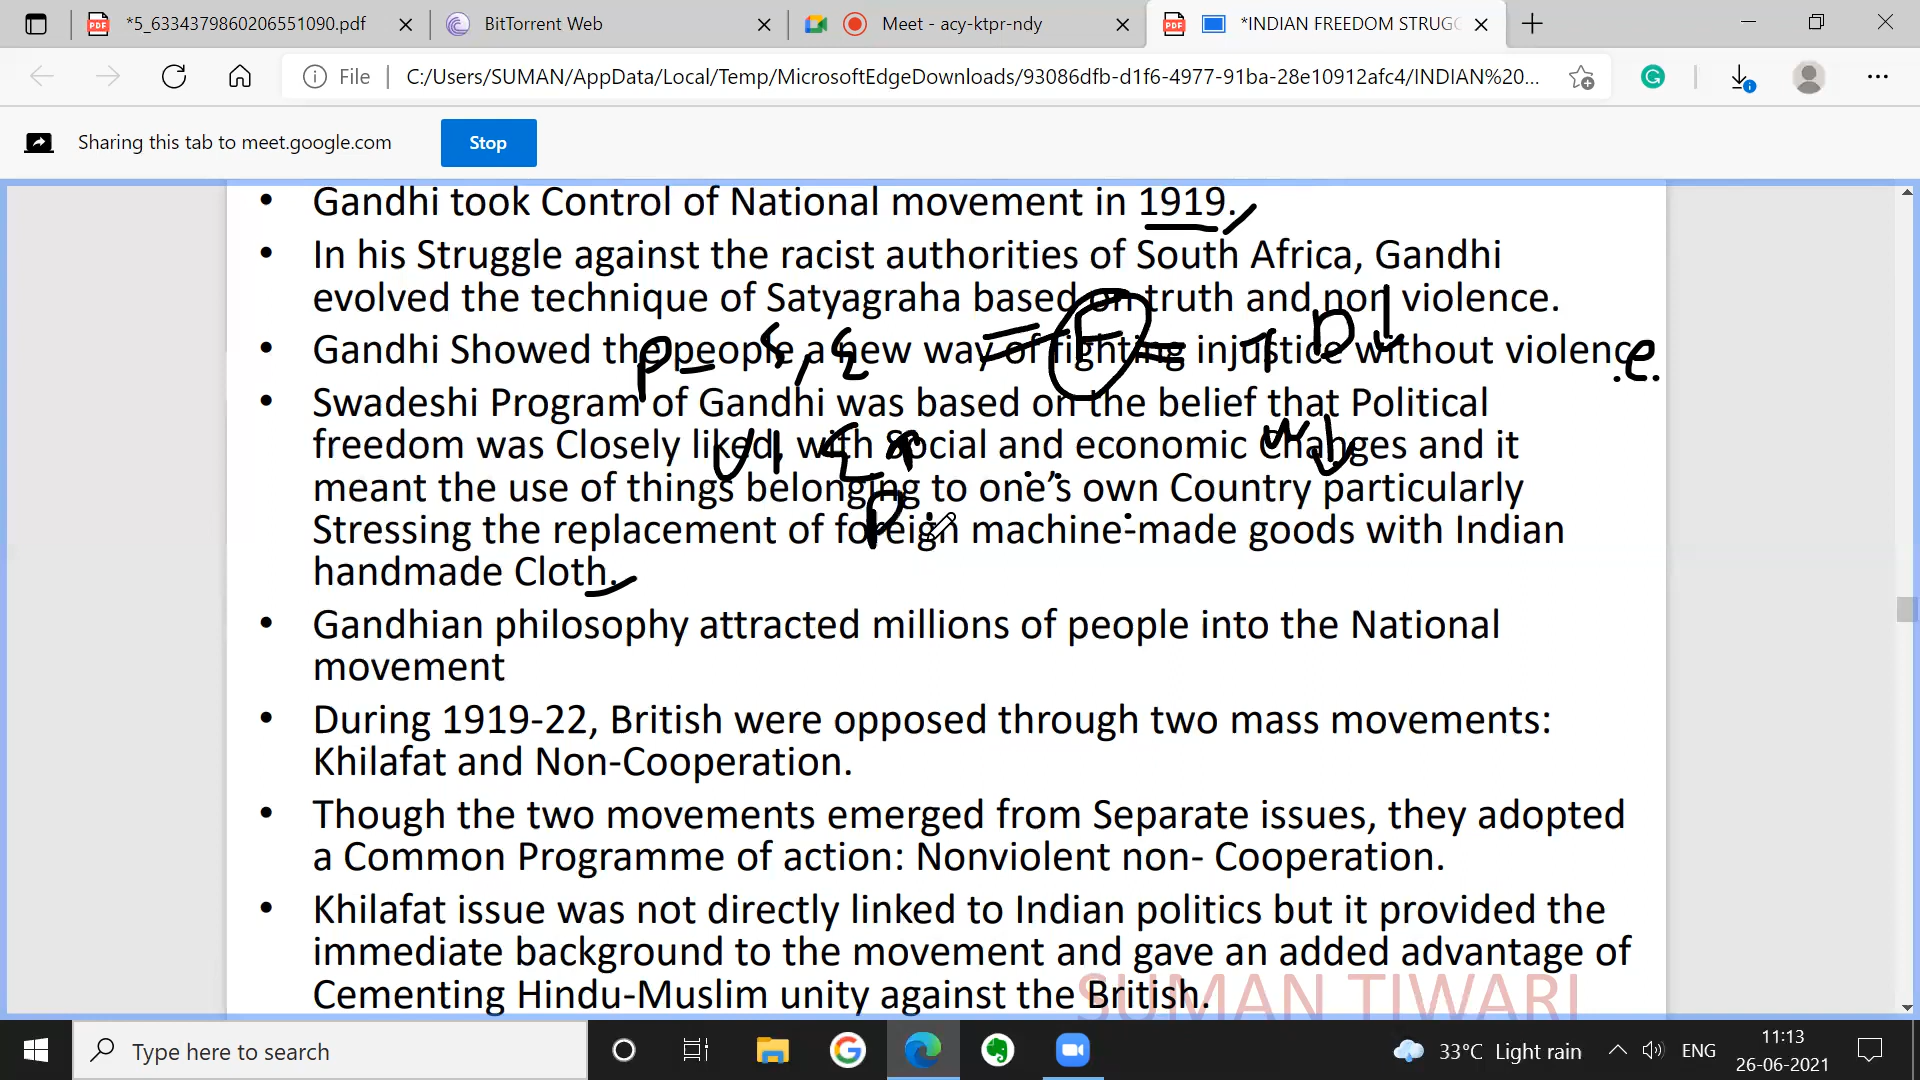 *5_6334379860206551090.pdf
BitTorrent Web
Meet - acy-ktpr-ndy
*INDIAN FREEDOM STRUGG
File
C:/Users/SUMAN/AppData/Local/Temp/MicrosoftEdgeDownloads/93086dfb-d1f6-4977-91ba-28e10912afc4/INDIAN%20...
Sharing this tab to meet.google.com
Stop
• Gandhi took Control of National movement in 1919.
• In his Struggle against the racist authorities of South Africa, Gandhi
evolved the technique of Satyagraha based on truth and non violence.
• Gandhi Showed the people a new way of fighting injustice without violence.
• Swadeshi Program of Gandhi was based on the belief that Political
freedom was Closely liked, with Social and economic Changes and it
meant the use of things belonging to one's own Country particularly
Stressing the replacement of foreign machine-made goods with Indian
handmade Cloth.
• Gandhian philosophy attracted millions of people into the National
movement
• During 1919-22, British were opposed through two mass movements:
Khilafat and Non-Cooperation.
• Though the two movements emerged from Separate issues, they adopted
a Common Programme of action: Nonviolent non- Cooperation.
• Khilafat issue was not directly linked to Indian politics but it provided the
immediate background to the movement and gave an added advantage of
Cementing Hindu-Muslim unity against the British.
SUMAN TIWARI
Type here to search
33°C Light rain
ENG
11:13
26-06-2021